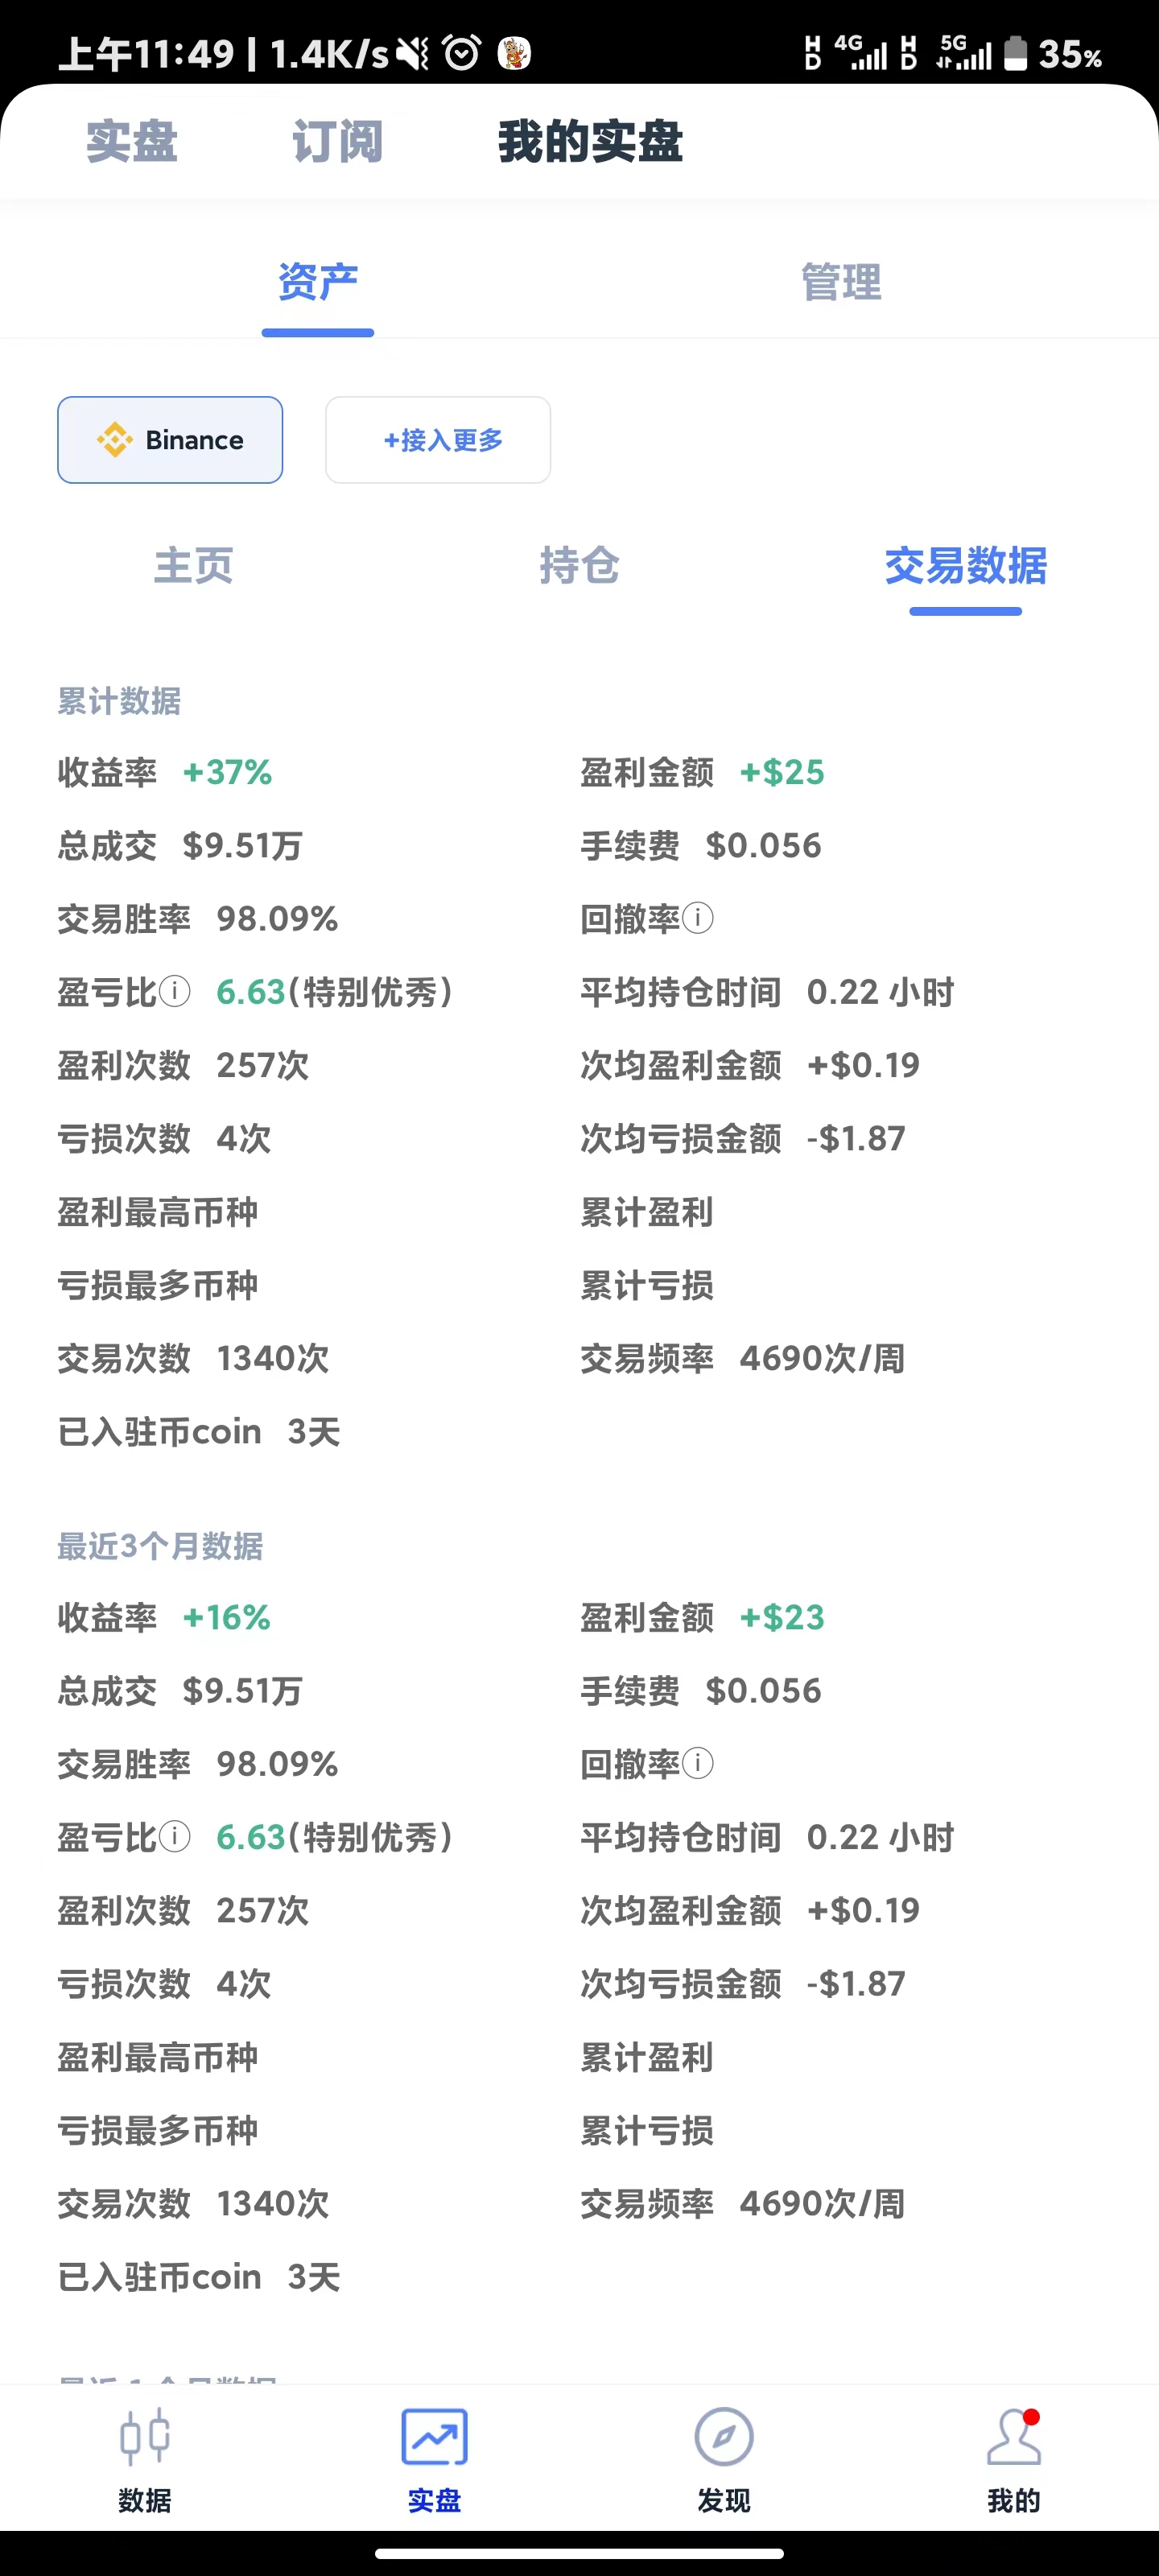 上午11:49 | 1.4K/s HD 4G HD 5G 35%
实盘 订阅 我的实盘
资产 管理
Binance +接入更多
主页 持仓 交易数据
累计数据
收益率 +37% 盈利金额 +$25
总成交 $9.51万 手续费 $0.056
交易胜率 98.09% 回撤率ⓘ
盈亏比ⓘ 6.63(特别优秀) 平均持仓时间 0.22 小时
盈利次数 257次 次均盈利金额 +$0.19
亏损次数 4次 次均亏损金额 -$1.87
盈利最高币种 累计盈利
亏损最多币种 累计亏损
交易次数 1340次 交易频率 4690次/周
已入驻币coin 3天
最近3个月数据
收益率 +16% 盈利金额 +$23
总成交 $9.51万 手续费 $0.056
交易胜率 98.09% 回撤率ⓘ
盈亏比ⓘ 6.63(特别优秀) 平均持仓时间 0.22 小时
盈利次数 257次 次均盈利金额 +$0.19
亏损次数 4次 次均亏损金额 -$1.87
盈利最高币种 累计盈利
亏损最多币种 累计亏损
交易次数 1340次 交易频率 4690次/周
已入驻币coin 3天
数据 实盘 发现 我的